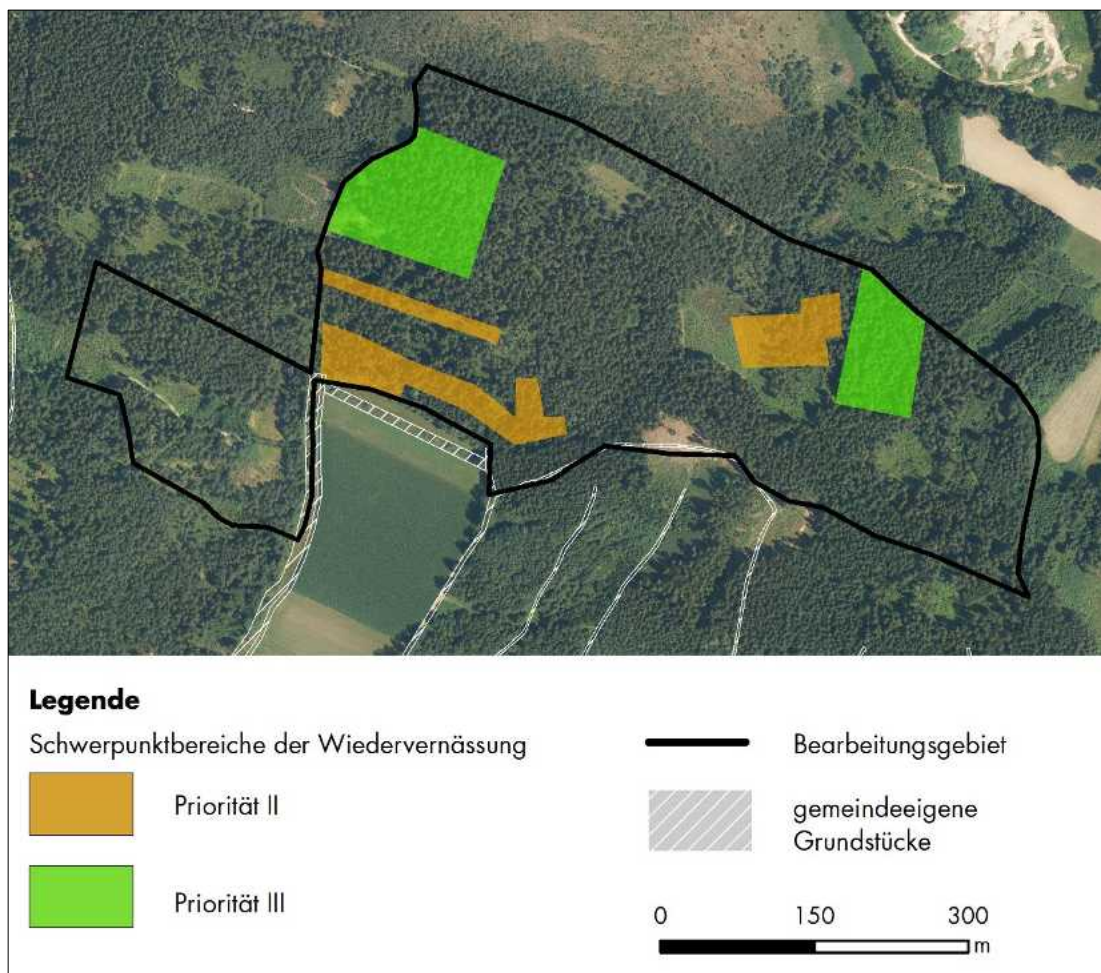 Legende
Schwerpunktbereiche der Wiedervernässung
Priorität II
Priorität III
Bearbeitungsgebiet
gemeindeeigene
Grundstücke
0 150 300
m